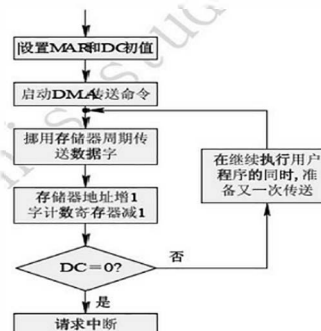 设置MAR和DC初值
启动DMA传送命令
挪用存储器周期传
送数据字
存储器地址增1
字计数寄存器减1
在继续执行用户
程序的同时,准
备又一次传送
DC=0?
否
是
请求中断